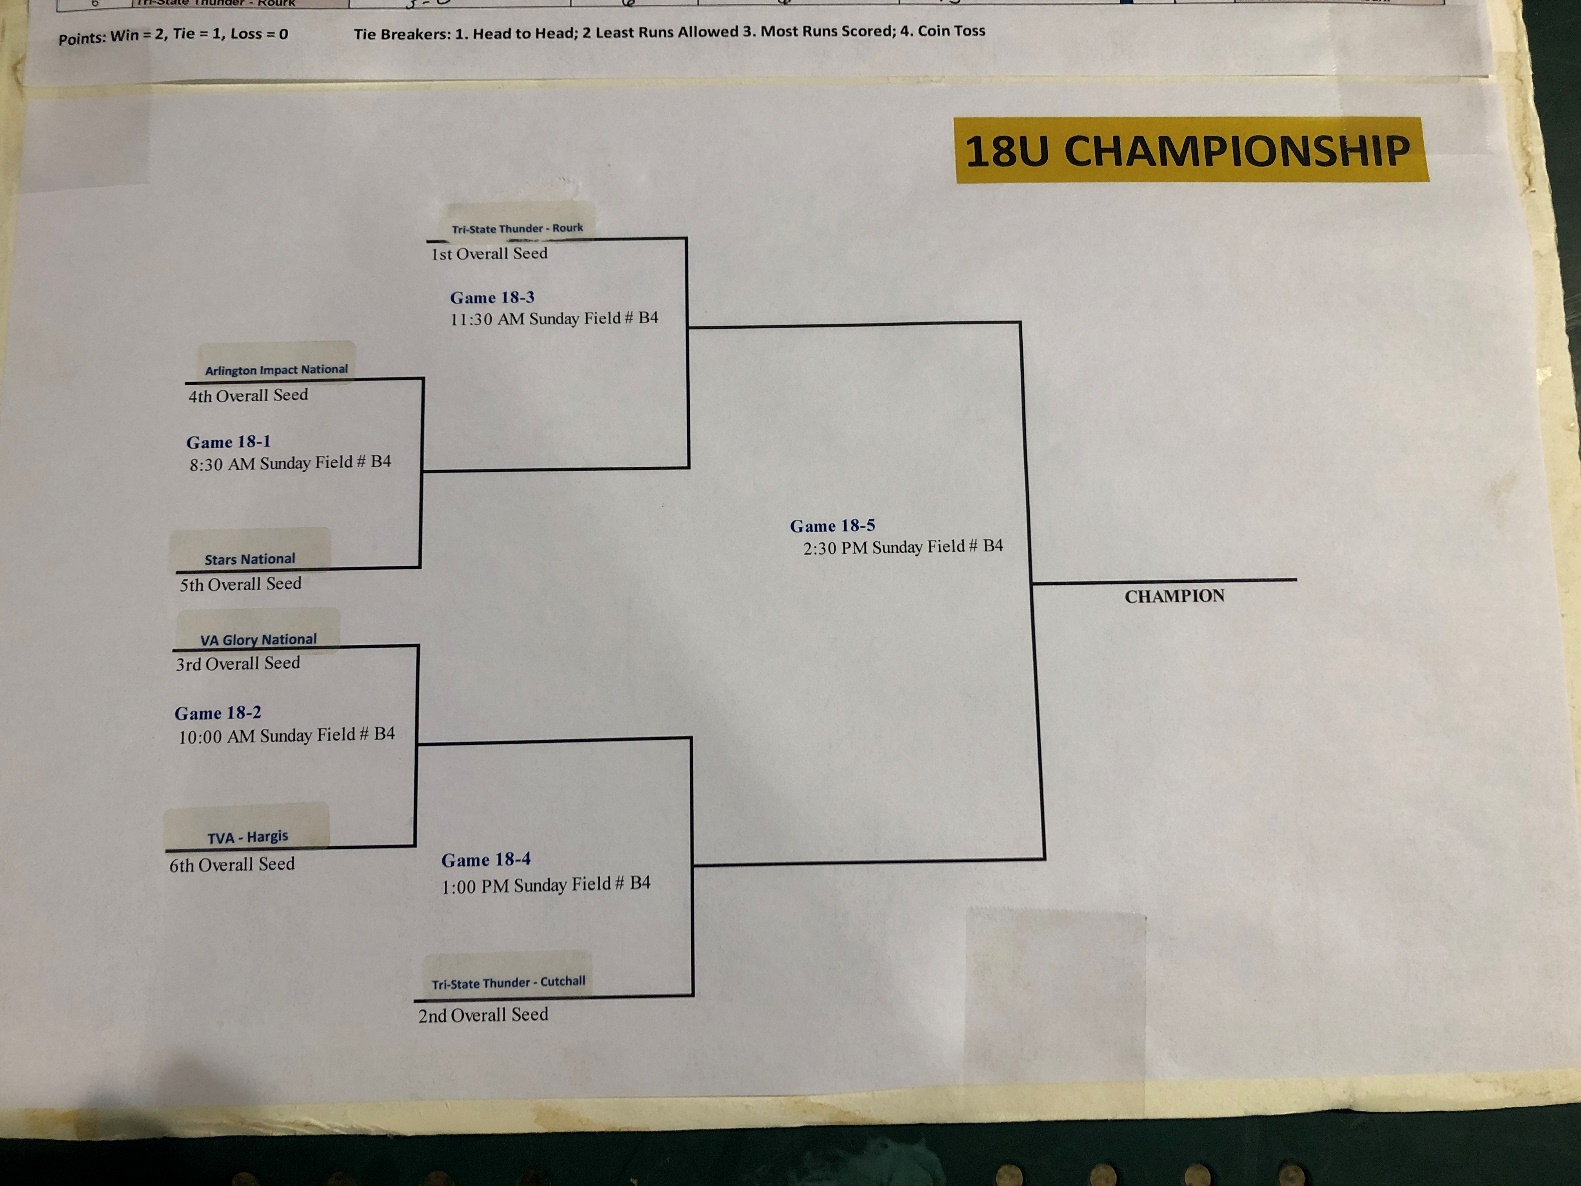 6 Tri-State Thunder - Rourk
Points: Win = 2, Tie = 1, Loss = 0 Tie Breakers: 1. Head to Head; 2 Least Runs Allowed 3. Most Runs Scored; 4. Coin Toss
18U CHAMPIONSHIP
Tri-State Thunder - Rourk
1st Overall Seed
Game 18-3
11:30 AM Sunday Field # B4
Arlington Impact National
4th Overall Seed
Game 18-1
8:30 AM Sunday Field # B4
Stars National
5th Overall Seed
Game 18-5
2:30 PM Sunday Field # B4
CHAMPION
VA Glory National
3rd Overall Seed
Game 18-2
10:00 AM Sunday Field # B4
TVA - Hargis
6th Overall Seed
Game 18-4
1:00 PM Sunday Field # B4
Tri-State Thunder - Cutchall
2nd Overall Seed